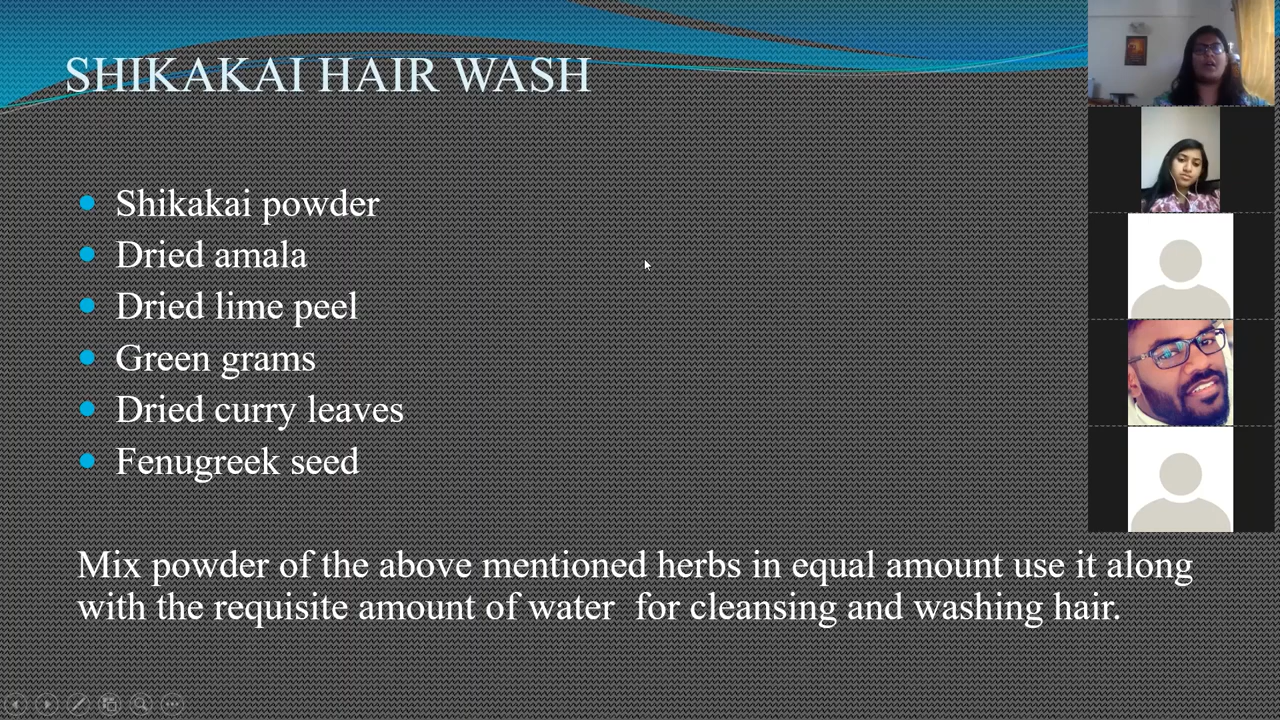 SHIKAKAI HAIR WASH
Shikakai powder
Dried amala
Dried lime peel
Green grams
Dried curry leaves
Fenugreek seed
Mix powder of the above mentioned herbs in equal amount use it along
with the requisite amount of water  for cleansing and washing hair.